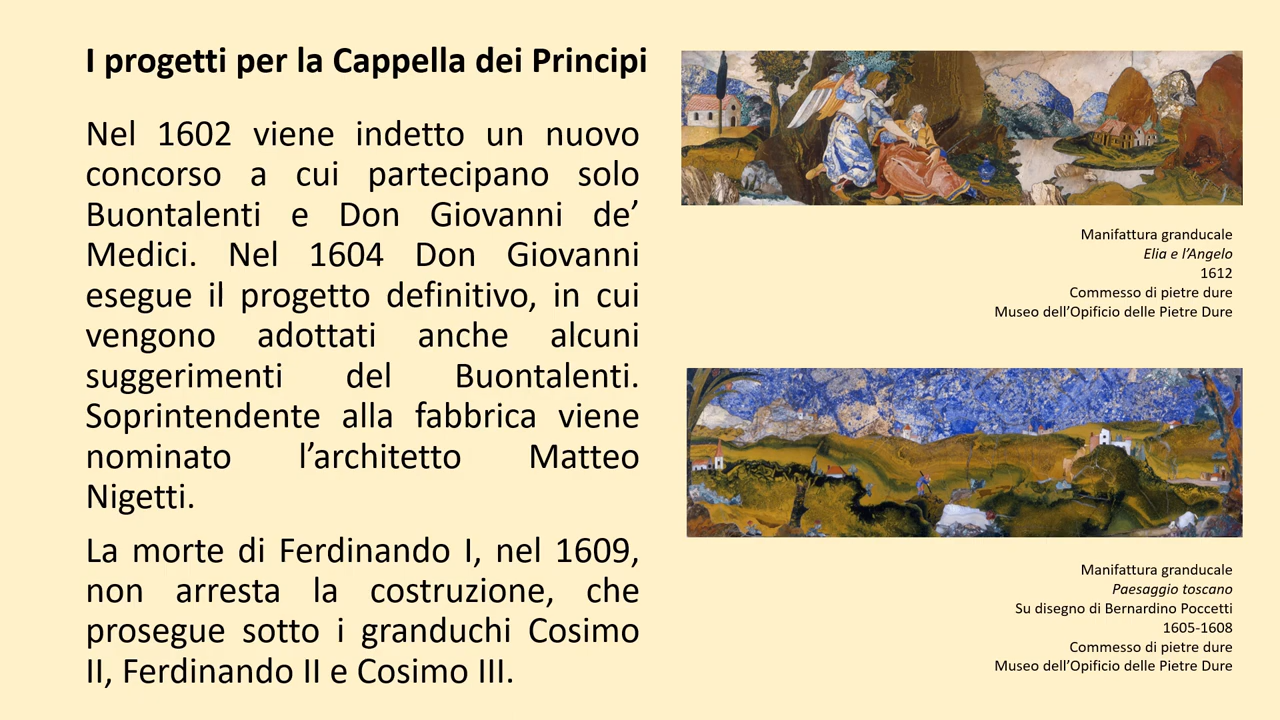 I progetti per la Cappella dei Principi
Nel 1602 viene indetto un nuovo
concorso a cui partecipano solo
Buontalenti e Don Giovanni de’
Medici. Nel 1604 Don Giovanni
esegue il progetto definitivo, in cui
vengono adottati anche alcuni
suggerimenti del Buontalenti.
Soprintendente alla fabbrica viene
nominato l’architetto Matteo
Nigetti.
La morte di Ferdinando I, nel 1609,
non arresta la costruzione, che
prosegue sotto i granduchi Cosimo
II, Ferdinando II e Cosimo III.
Manifattura granducale
Elia e l’Angelo
1612
Commesso di pietre dure
Museo dell’Opificio delle Pietre Dure
Manifattura granducale
Paesaggio toscano
Su disegno di Bernardino Poccetti
1605-1608
Commesso di pietre dure
Museo dell’Opificio delle Pietre Dure